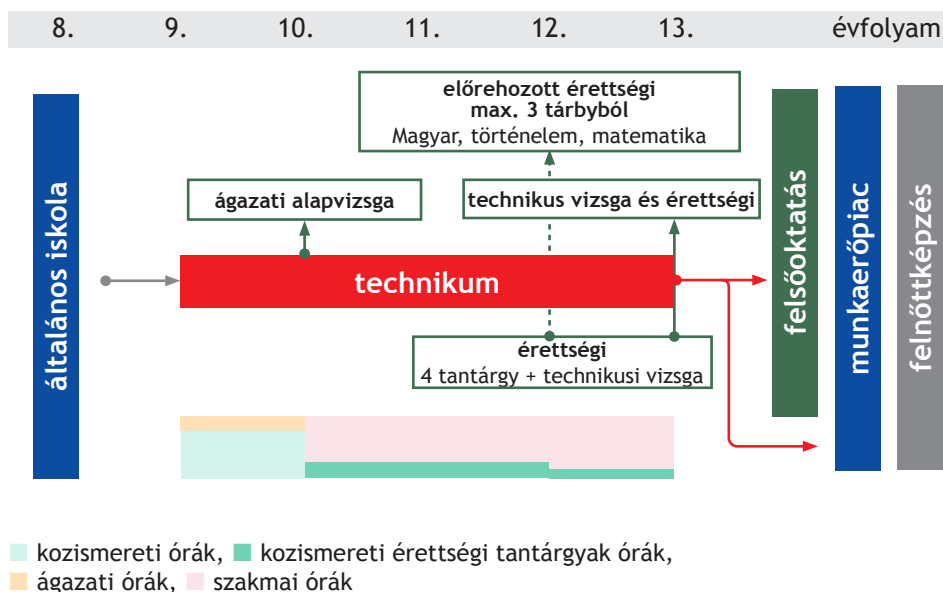 8. 9. 10. 11. 12. 13. évfolyam
előrehozott érettségi
max. 3 tárbyból
Magyar, történelem, matematika
ágazati alapvizsga
technikus vizsga és érettségi
általános iskola
technikum
felsőoktatás
munkaerőpiac
felnőttképzés
érettségi
4 tantárgy + technikusi vizsga
kozismereti órák, kozismereti érettségi tantárgyak órák,
ágazati órák, szakmai órák